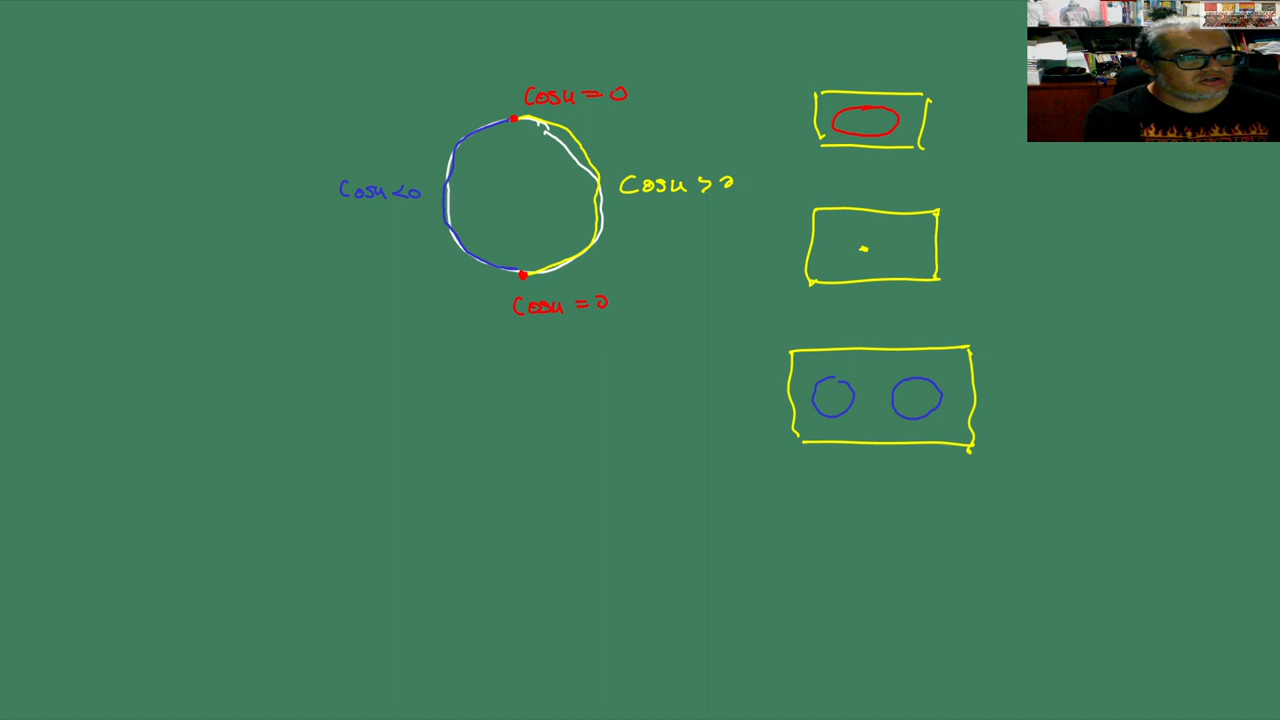 Cosu = 0
Cosu < 0
Cosu > 0
Cosu = 0